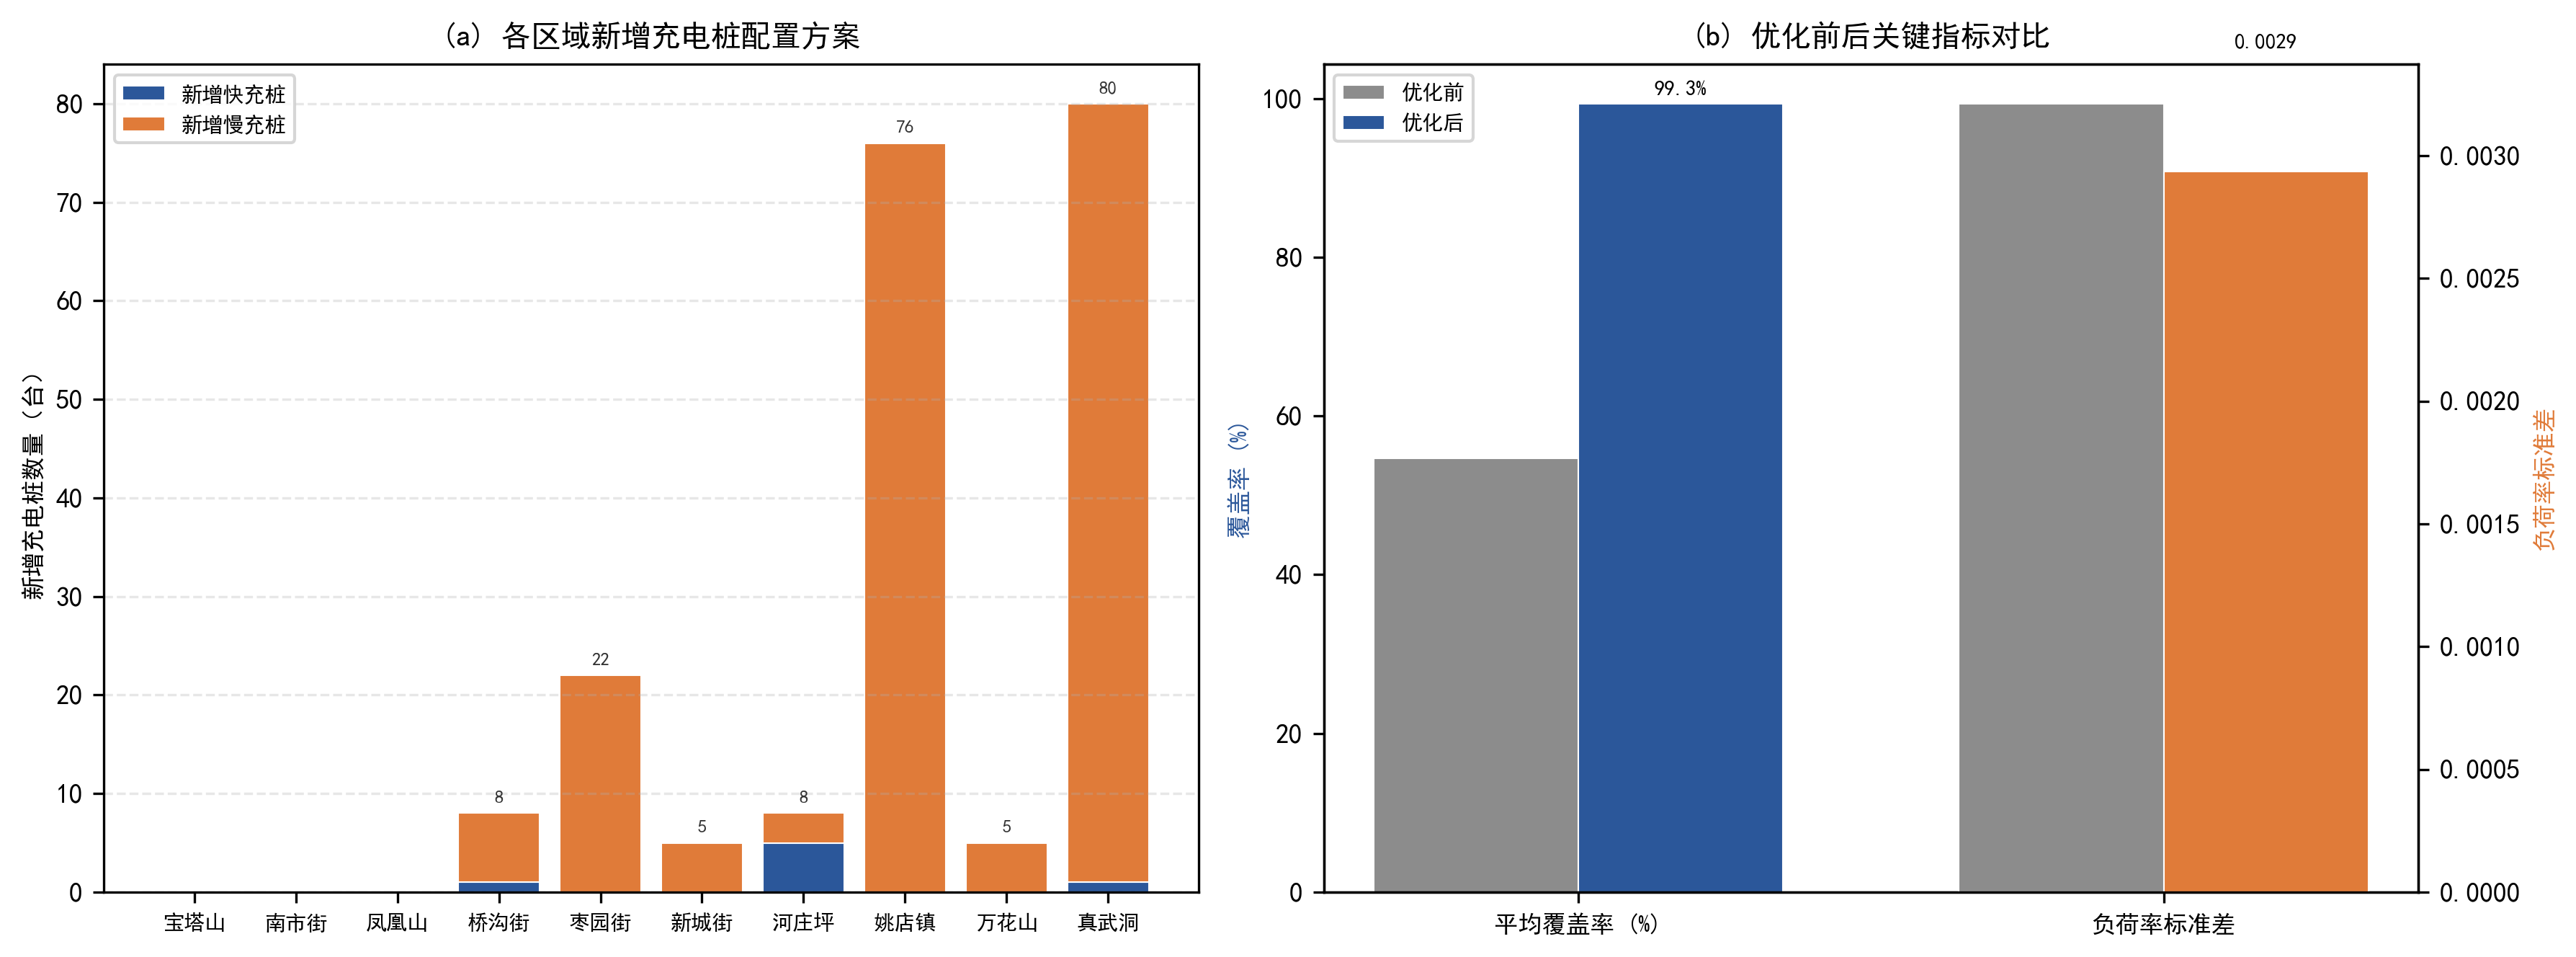 (a) 各区域新增充电桩配置方案
新增快充桩
新增慢充桩
新增充电桩数量（台）
80
70
60
50
40
30
20
10
0
8
22
5
8
76
5
80
宝塔山
南市街
凤凰山
桥沟街
枣园街
新城街
河庄坪
姚店镇
万花山
真武洞
(b) 优化前后关键指标对比
0.0029
优化前
优化后
99.3%
覆盖率 (%)
100
80
60
40
20
0
平均覆盖率 (%)
负荷率标准差
0.0030
0.0025
0.0020
0.0015
0.0010
0.0005
0.0000
负荷率标准差